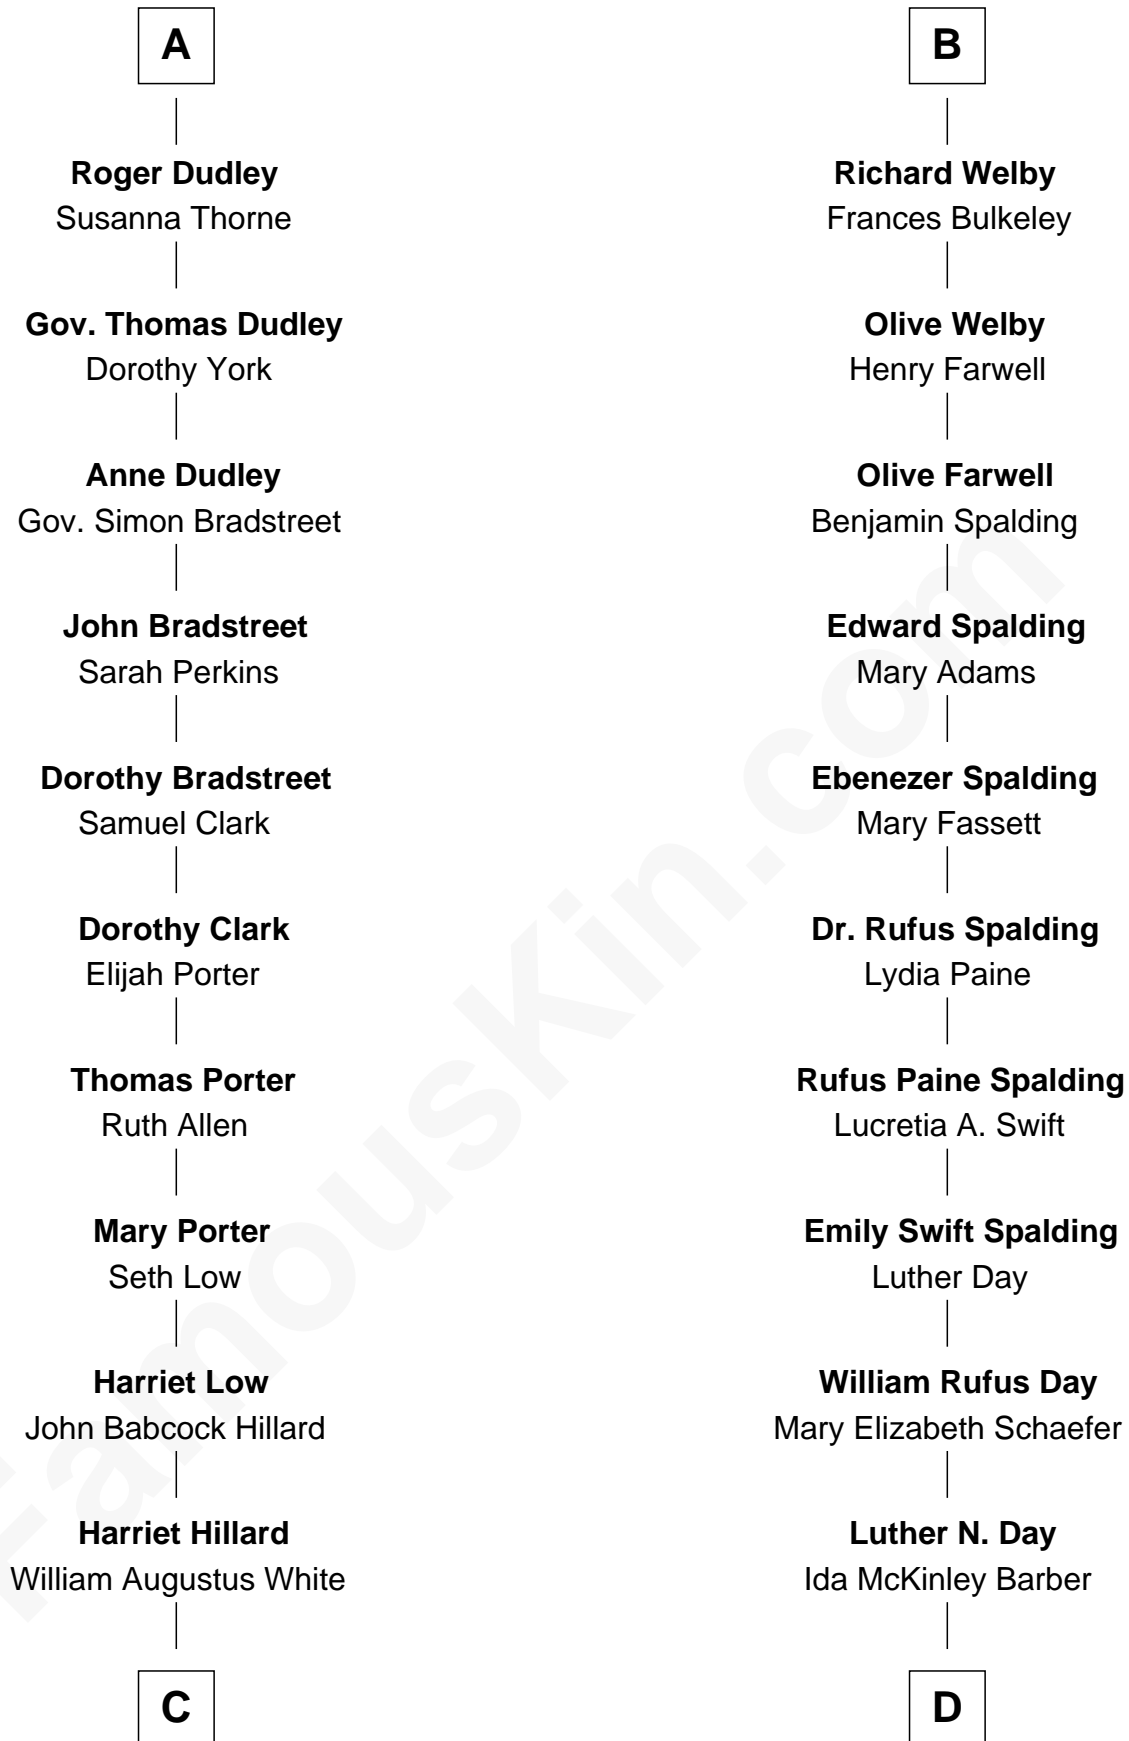 A
Roger Dudley
Susanna Thorne
Gov. Thomas Dudley
Dorothy York
Anne Dudley
Gov. Simon Bradstreet
John Bradstreet
Sarah Perkins
Dorothy Bradstreet
Samuel Clark
Dorothy Clark
Elijah Porter
Thomas Porter
Ruth Allen
Mary Porter
Seth Low
Harriet Low
John Babcock Hillard
Harriet Hillard
William Augustus White
C
B
Richard Welby
Frances Bulkeley
Olive Welby
Henry Farwell
Olive Farwell
Benjamin Spalding
Edward Spalding
Mary Adams
Ebenezer Spalding
Mary Fassett
Dr. Rufus Spalding
Lydia Paine
Rufus Paine Spalding
Lucretia A. Swift
Emily Swift Spalding
Luther Day
William Rufus Day
Mary Elizabeth Schaefer
Luther N. Day
Ida McKinley Barber
D
FamousKin.com